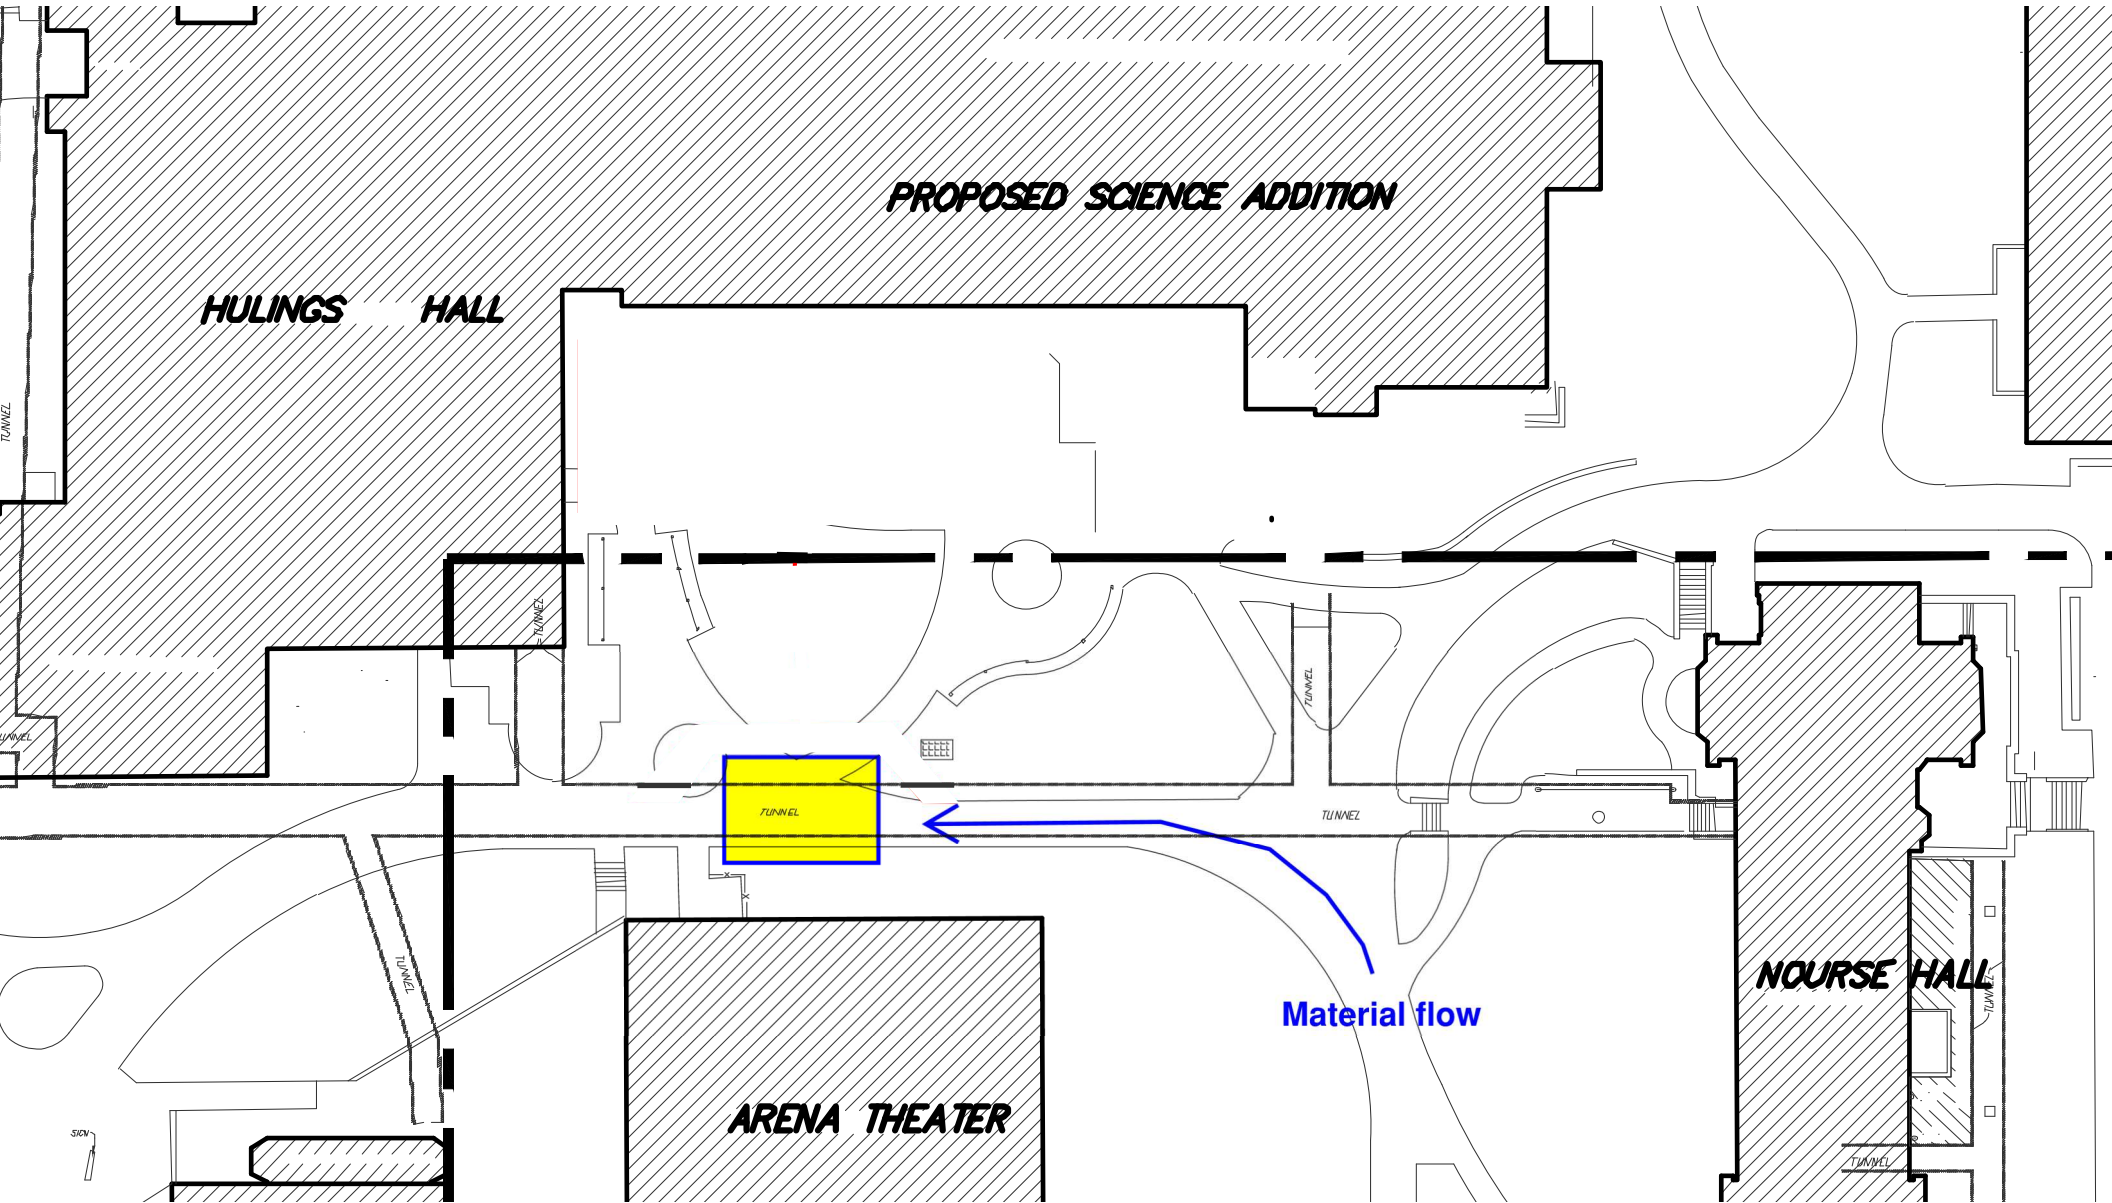 PROPOSED SCIENCE ADDITION
HULINGS HALL
TUNNEL
TUNNEL
TUNNEL
UNNEL
TUNNEL
TUNNEL
TUNNEL
NOURSE HALL
TUNNEL
Material flow
ARENA THEATER
SIGN
TUNNEL